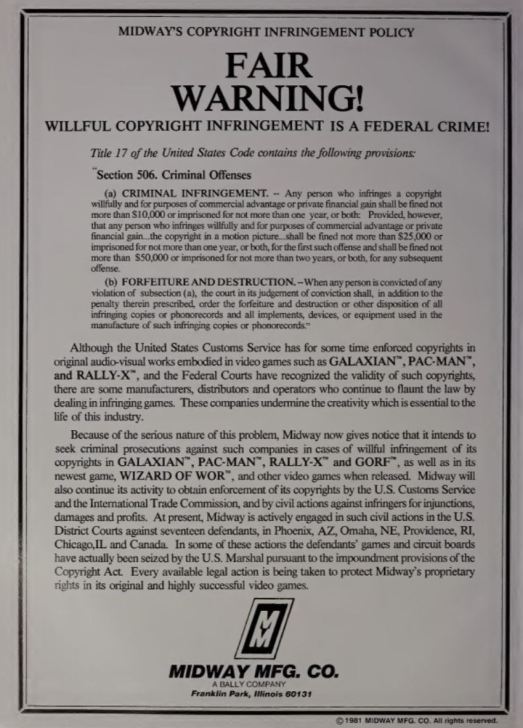 MIDWAY'S COPYRIGHT INFRINGEMENT POLICY
FAIR
WARNING!
WILLFUL COPYRIGHT INFRINGEMENT IS A FEDERAL CRIME!
Title 17 of the United States Code contains the following provisions:
"Section 506. Criminal Offenses
(a) CRIMINAL INFRINGEMENT. -- Any person who infringes a copyright
willfully and for purposes of commercial advantage or private financial gain shall be fined not
more than $10,000 or imprisoned for not more than one year, or both: Provided, however,
that any person who infringes willfully and for purposes of commercial advantage or private
financial gain...the copyright in a motion picture...shall be fined not more than $25,000 or
imprisoned for not more than one year, or both, for the first such offense and shall be fined not
more than $50,000 or imprisoned for not more than two years, or both, for any subsequent
offense.
(b) FORFEITURE AND DESTRUCTION. -- When any person is convicted of any
violation of subsection (a), the court in its judgement of conviction shall, in addition to the
penalty therein prescribed, order the forfeiture and destruction or other disposition of all
infringing copies or phonorecords and all implements, devices, or equipment used in the
manufacture of such infringing copies or phonorecords."
Although the United States Customs Service has for some time enforced copyrights in
original audio-visual works embodied in video games such as GALAXIAN™, PAC-MAN™,
and RALLY-X™, and the Federal Courts have recognized the validity of such copyrights,
there are some manufacturers, distributors and operators who continue to flaunt the law by
dealing in infringing games. These companies undermine the creativity which is essential to the
life of this industry.
Because of the serious nature of this problem, Midway now gives notice that it intends to
seek criminal prosecutions against such companies in cases of willful infringement of its
copyrights in GALAXIAN™, PAC-MAN™, RALLY-X™ and GORF™, as well as in its
newest game, WIZARD OF WOR™, and other video games when released. Midway will
also continue its activity to obtain enforcement of its copyrights by the U.S. Customs Service
and the International Trade Commission, and by civil actions against infringers for injunctions,
damages and profits. At present, Midway is actively engaged in such civil actions in the U.S.
District Courts against seventeen defendants, in Phoenix, AZ, Omaha, NE, Providence, RI,
Chicago,IL and Canada. In some of these actions the defendants' games and circuit boards
have actually been seized by the U.S. Marshal pursuant to the impoundment provisions of the
Copyright Act. Every available legal action is being taken to protect Midway's proprietary
rights in its original and highly successful video games.
MIDWAY MFG. CO.
A BALLY COMPANY
Franklin Park, Illinois 60131
© 1981 MIDWAY MFG. CO. All rights reserved.